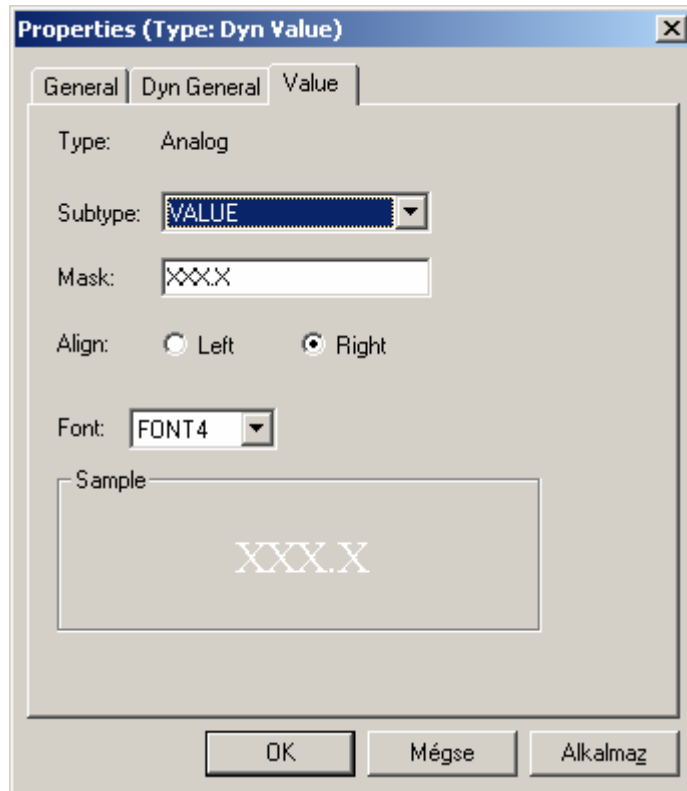 Properties (Type: Dyn Value)
General Dyn General Value
Type: Analog
Subtype: VALUE
Mask: XXX.X
Align: Left Right
Font: FONT4
Sample
XXX.X
OK Mégse Alkalmaz